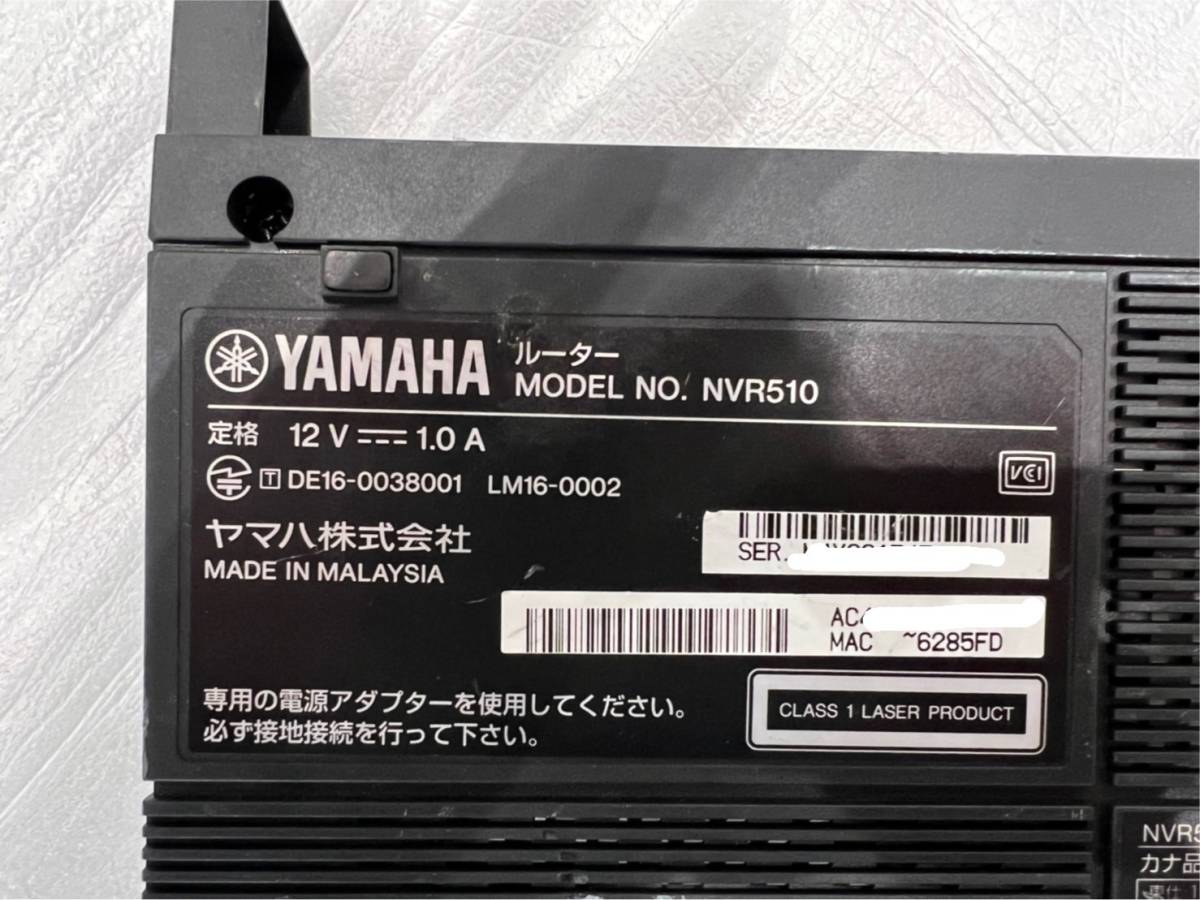 YAMAHA ルーター
MODEL NO. NVR510
定格 12 V 1.0 A
T DE16-0038001 LM16-0002
VCI
ヤマハ株式会社
MADE IN MALAYSIA
SER.
MAC ~6285FD
専用の電源アダプターを使用してください。
必ず接地接続を行って下さい。
CLASS 1 LASER PRODUCT
NVR5
カナ品